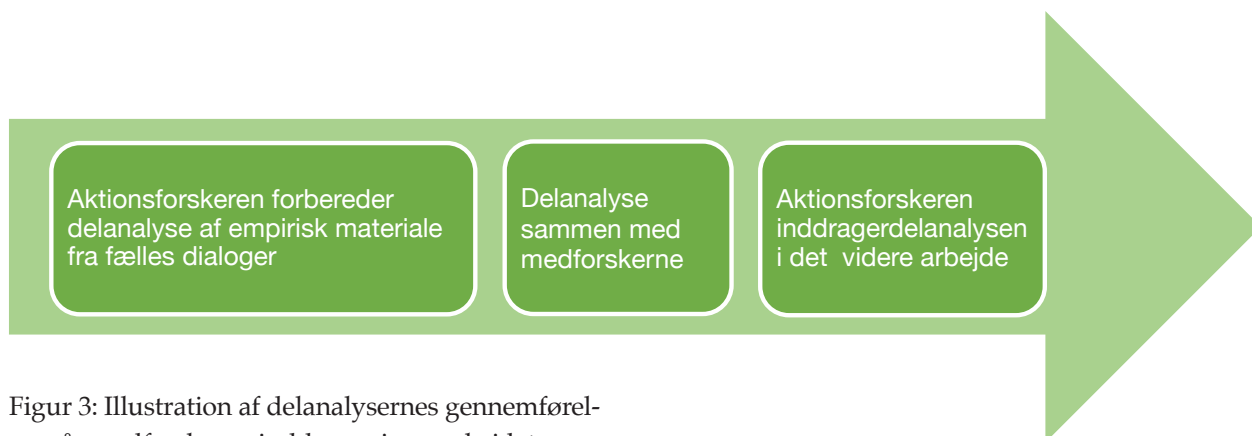 Aktionsforskeren forbereder
delanalyse af empirisk materiale
fra fælles dialoger
Delanalyse
sammen med
medforskerne
Aktionsforskeren
inddragerdelanalysen
i det videre arbejde
Figur 3: Illustration af delanalysernes gennemførel-